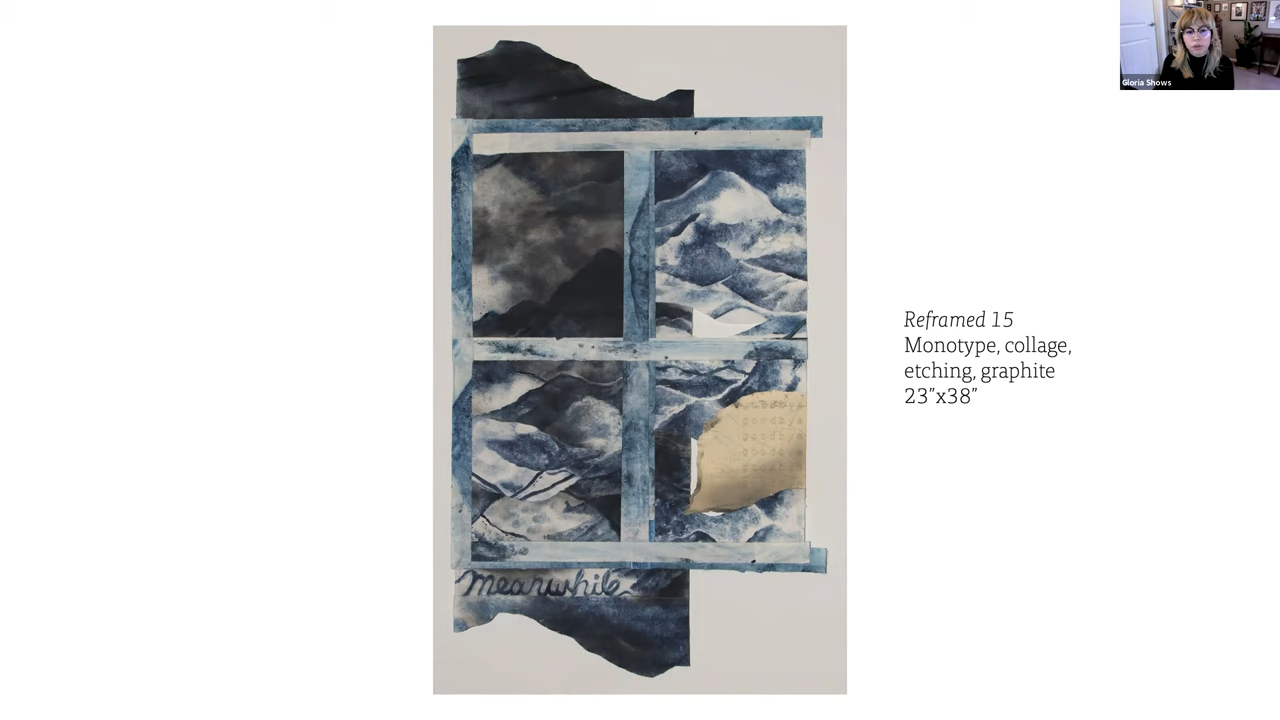 Gloria Shows
Reframed 15
Monotype, collage,
etching, graphite
23”x38”
meanwhile